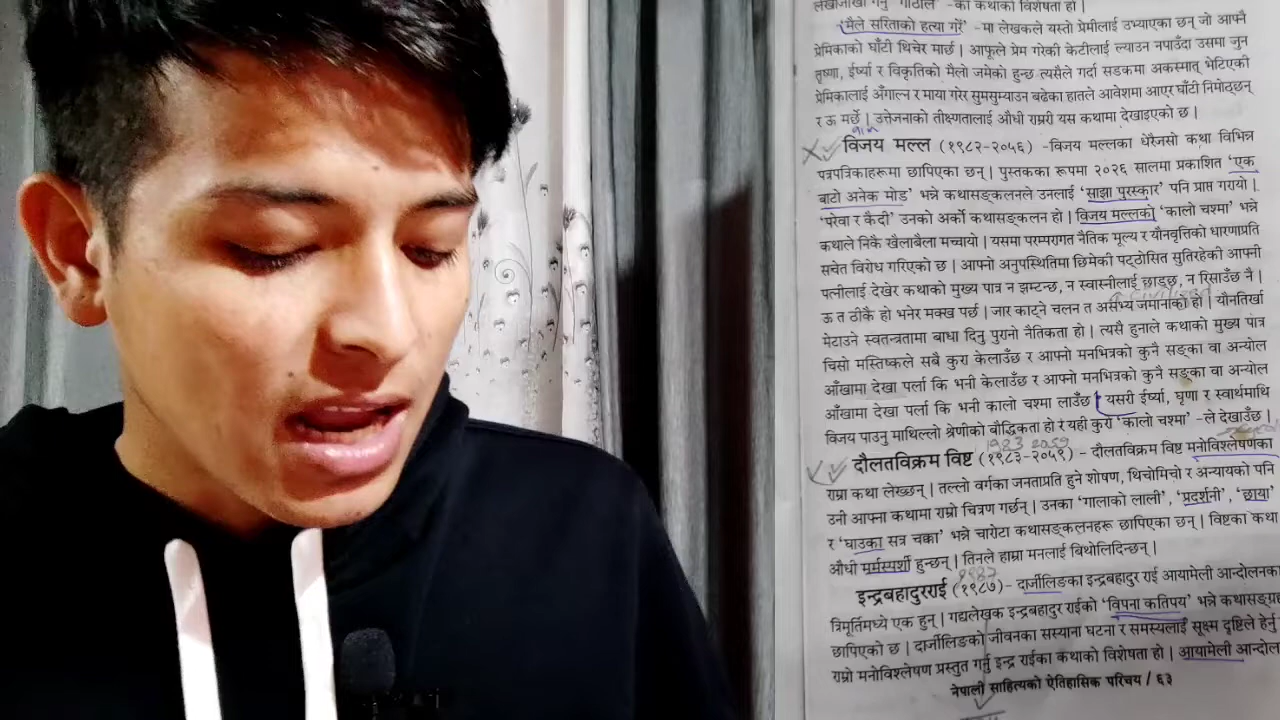 लेखाजोखा गर्नु 'गोठाले' -को कथाको विशेषता हो।
'मैले सरिताको हत्या गरेँ' -मा लेखकले यस्तो प्रेमीलाई उभ्याएका छन् जो आफ्नै
प्रेमिकाको घाँटी थिचेर मार्छ। आफूले प्रेम गरेकी केटीलाई ल्याउन नपाउँदा उसमा जुन
तृष्णा, ईर्ष्या र विकृतिको मैलो जमेको हुन्छ त्यसैले गर्दा सडकमा अकस्मात् भेटिएकी
प्रेमिकालाई अँगाल्न र माया गरेर सुमसुम्याउन बढेका हातले आवेशमा आएर घाँटी निमोठ्छन्
र ऊ मर्छे। उत्तेजनाको तीक्ष्णतालाई औधी राम्ररी यस कथामा देखाइएको छ।
विजय मल्ल (१९८२-२०५६) -विजय मल्लका धेरैजसो कथा विभिन्न
पत्रपत्रिकाहरूमा छापिएका छन्। पुस्तकका रूपमा २०२६ सालमा प्रकाशित 'एक
बाटो अनेक मोड' भन्ने कथासङ्कलनले उनलाई 'साझा पुरस्कार' पनि प्राप्त गरायो।
'परेवा र कैदी' उनको अर्को कथासङ्कलन हो। विजय मल्लको 'कालो चश्मा' भन्ने
कथाले निकै खैलाबैला मच्चायो। यसमा परम्परागत नैतिक मूल्य र यौनवृत्तिको धारणाप्रति
सचेत विरोध गरिएको छ। आफ्नो अनुपस्थितिमा छिमेकी पट्ठोसित सुतिरहेकी आफ्नी
पत्नीलाई देखेर कथाको मुख्य पात्र न झम्टन्छ, न स्वास्नीलाई छाड्छ, न रिसाउँछ नै।
ऊ त ठीकै हो भनेर मक्ख पर्छ। जार काट्ने चलन त असभ्य जमानाको हो। यौनतिर्खा
मेटाउने स्वतन्त्रतामा बाधा दिनु पुरानो नैतिकता हो। त्यसै हुनाले कथाको मुख्य पात्र
चिसो मस्तिष्कले सबै कुरा केलाउँछ र आफ्नो मनभित्रको कुनै सङ्का वा अन्योल
आँखामा देखा पर्ला कि भनी केलाउँछ र आफ्नो मनभित्रको कुनै सङ्का वा अन्योल
आँखामा देखा पर्ला कि भनी कालो चश्मा लाउँछ। यसरी ईर्ष्या, घृणा र स्वार्थमाथि
विजय पाउनु माथिल्लो श्रेणीको बौद्धिकता हो र यही कुरा 'कालो चश्मा' -ले देखाउँछ।
1923 2059
दौलतविक्रम विष्ट (१९८३-२०५९) - दौलतविक्रम विष्ट मनोविश्लेषणका
राम्रा कथा लेख्छन्। तल्लो वर्गका जनताप्रति हुने शोषण, थिचोमिचो र अन्यायको पनि
उनी आफ्ना कथामा राम्रो चित्रण गर्छन्। उनका 'गालाको लाली', 'प्रदर्शनी', 'छाया'
र 'घाउका सत्र चक्का' भन्ने चारोटा कथासङ्कलनहरू छापिएका छन्। विष्टका कथा
औधी मर्मस्पर्शी हुन्छन्। तिनले हाम्रा मनलाई बिथोलिदिन्छन्।
इन्द्रबहादुरराई (१९८७)- दार्जीलिङका इन्द्रबहादुर राई आयामेली आन्दोलनका
त्रिमूर्तिमध्ये एक हुन्। गद्यलेखक इन्द्रबहादुर राईको 'विपना कतिपय' भन्ने कथासङ्ग्रह
छापिएको छ। दार्जीलिङको जीवनका सस्याना घटना र समस्यालाई सूक्ष्म दृष्टिले हेर्नु
राम्रो मनोविश्लेषण प्रस्तुत गर्नु इन्द्र राईका कथाको विशेषता हो। आयामेली आन्दोल
नेपाली साहित्यको ऐतिहासिक परिचय / ६३